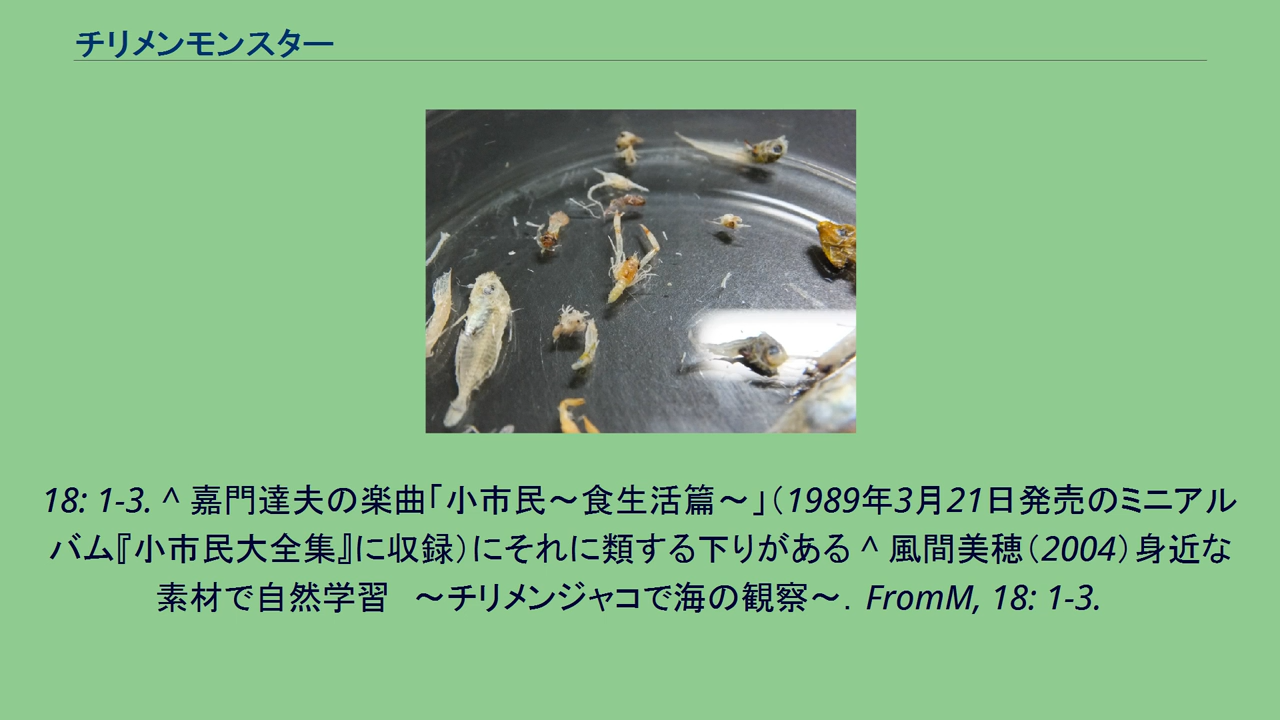 チリメンモンスター
18: 1-3. ^ 嘉門達夫の楽曲「小市民～食生活篇～」（1989年3月21日発売のミニアル
バム『小市民大全集』に収録）にそれに類する下りがある ^ 風間美穂（2004）身近な
素材で自然学習　～チリメンジャコで海の観察～. FromM, 18: 1-3.